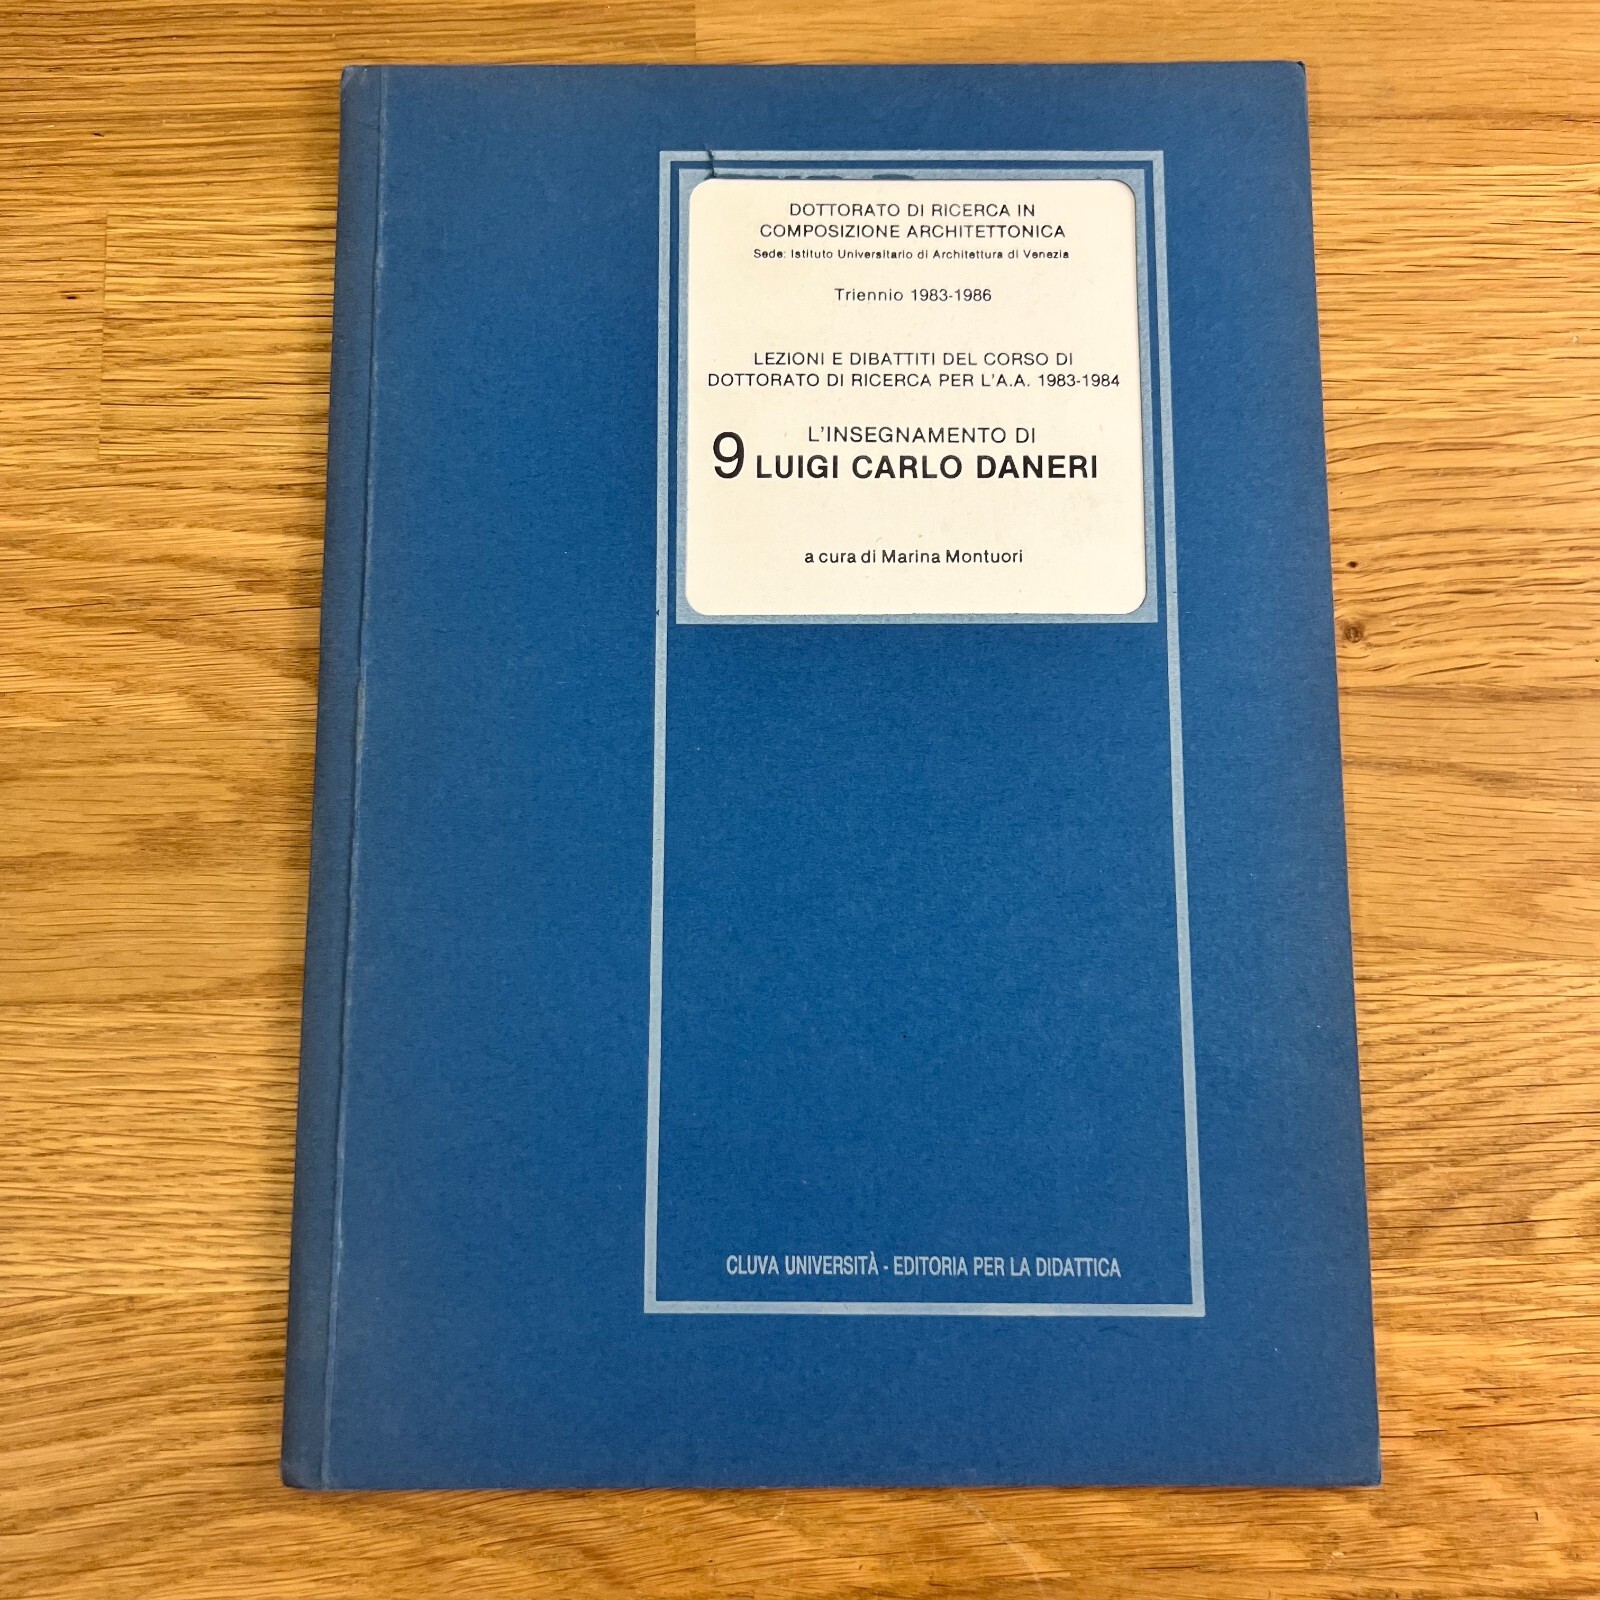 DOTTORATO DI RICERCA IN
COMPOSIZIONE ARCHITETTONICA
Sede: Istituto Universitario di Architettura di Venezia
Triennio 1983-1986
LEZIONI E DIBATTITI DEL CORSO DI
DOTTORATO DI RICERCA PER L'A.A. 1983-1984
L'INSEGNAMENTO DI
9 LUIGI CARLO DANERI
a cura di Marina Montuori
CLUVA UNIVERSITÀ - EDITORIA PER LA DIDATTICA